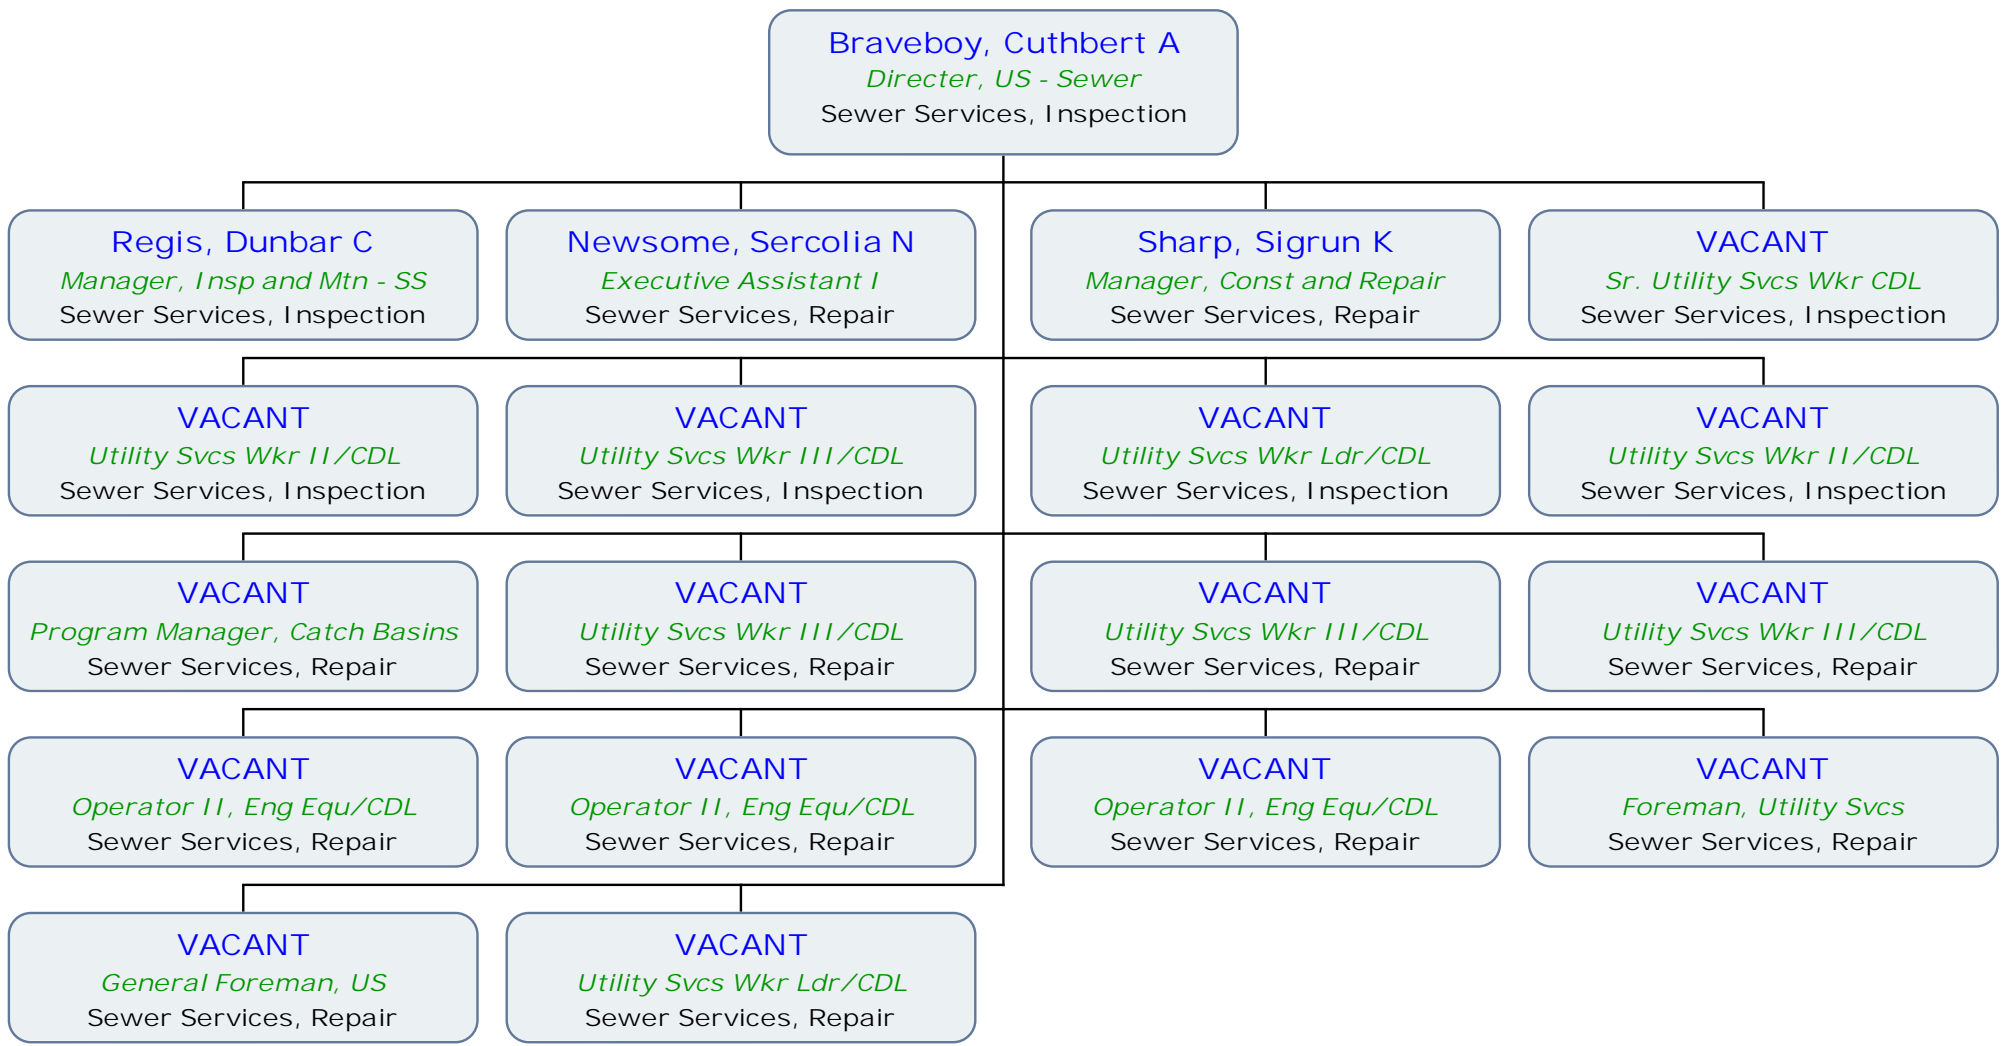 Braveboy, Cuthbert A
Directer, US - Sewer
Sewer Services, Inspection
Regis, Dunbar C
Manager, Insp and Mtn - SS
Sewer Services, Inspection
Newsome, Sercolia N
Executive Assistant I
Sewer Services, Repair
Sharp, Sigrun K
Manager, Const and Repair
Sewer Services, Repair
VACANT
Sr. Utility Svcs Wkr CDL
Sewer Services, Inspection
VACANT
Utility Svcs Wkr II/CDL
Sewer Services, Inspection
VACANT
Utility Svcs Wkr III/CDL
Sewer Services, Inspection
VACANT
Utility Svcs Wkr Ldr/CDL
Sewer Services, Inspection
VACANT
Utility Svcs Wkr II/CDL
Sewer Services, Inspection
VACANT
Program Manager, Catch Basins
Sewer Services, Repair
VACANT
Utility Svcs Wkr III/CDL
Sewer Services, Repair
VACANT
Utility Svcs Wkr III/CDL
Sewer Services, Repair
VACANT
Utility Svcs Wkr III/CDL
Sewer Services, Repair
VACANT
Operator II, Eng Equ/CDL
Sewer Services, Repair
VACANT
Operator II, Eng Equ/CDL
Sewer Services, Repair
VACANT
Operator II, Eng Equ/CDL
Sewer Services, Repair
VACANT
Foreman, Utility Svcs
Sewer Services, Repair
VACANT
General Foreman, US
Sewer Services, Repair
VACANT
Utility Svcs Wkr Ldr/CDL
Sewer Services, Repair